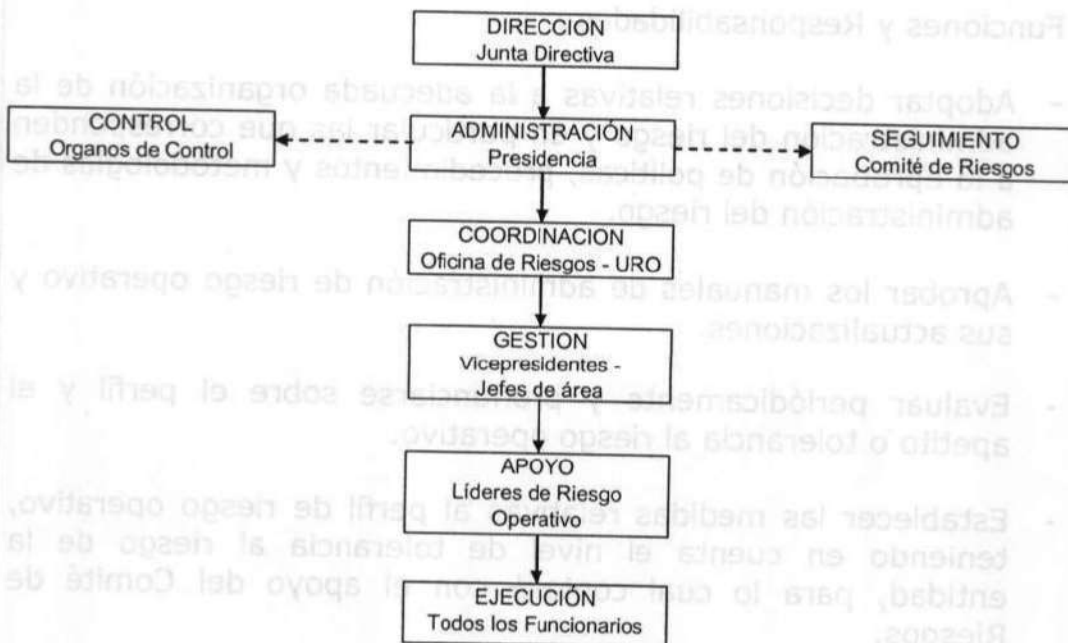 Funciones y Responsabilidades
DIRECCION
Junta Directiva
- Adoptar decisiones relativas a la adecuada organización de la
administración del riesgo y en particular las que corresponden
a la aprobación de políticas, procedimientos y metodologías de
administración del riesgo.
CONTROL
Organos de Control
ADMINISTRACIÓN
Presidencia
SEGUIMIENTO
Comité de Riesgos
COORDINACION
Oficina de Riesgos - URO
- Aprobar los manuales de administración de riesgo operativo y
sus actualizaciones.
GESTION
Vicepresidentes -
Jefes de área
- Evaluar periódicamente y pronunciarse sobre el perfil y el
apetito o tolerancia al riesgo operativo.
APOYO
Líderes de Riesgo
Operativo
- Establecer las medidas relativas al perfil de riesgo operativo,
teniendo en cuenta el nivel de tolerancia al riesgo de la
entidad, para lo cual contará con el apoyo del Comité de
Riesgos.
EJECUCIÓN
Todos los Funcionarios